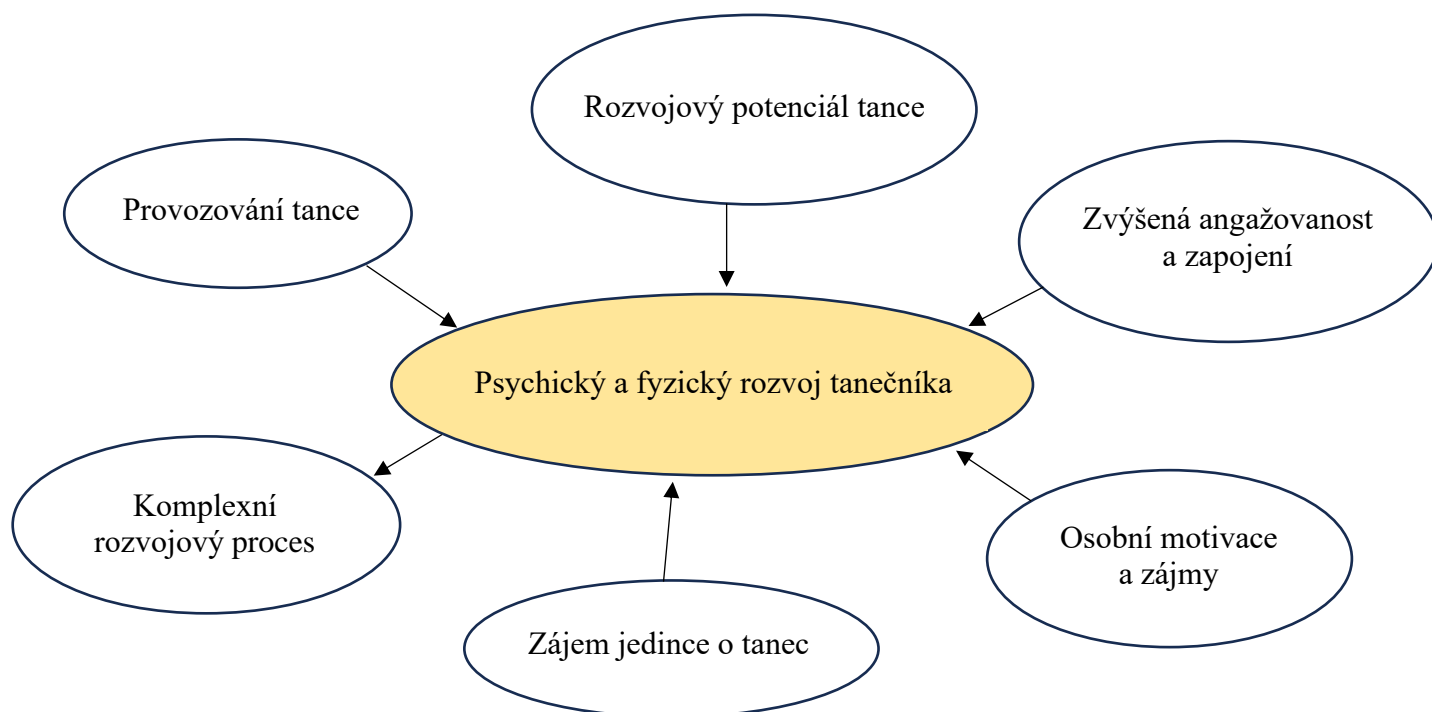 Rozvojový potenciál tance
Provozování tance
Zvýšená angažovanost
a zapojení
Psychický a fyzický rozvoj tanečníka
Komplexní
rozvojový proces
Osobní motivace
a zájmy
Zájem jedince o tanec